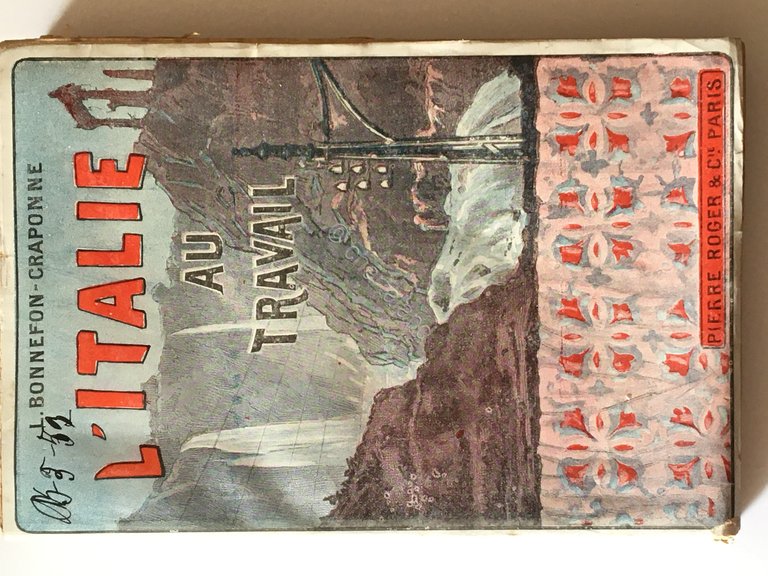 L. BONNEFON-CRAPONNE
L'ITALIE
AU
TRAVAIL
PIERRE ROGER & Cie PARIS